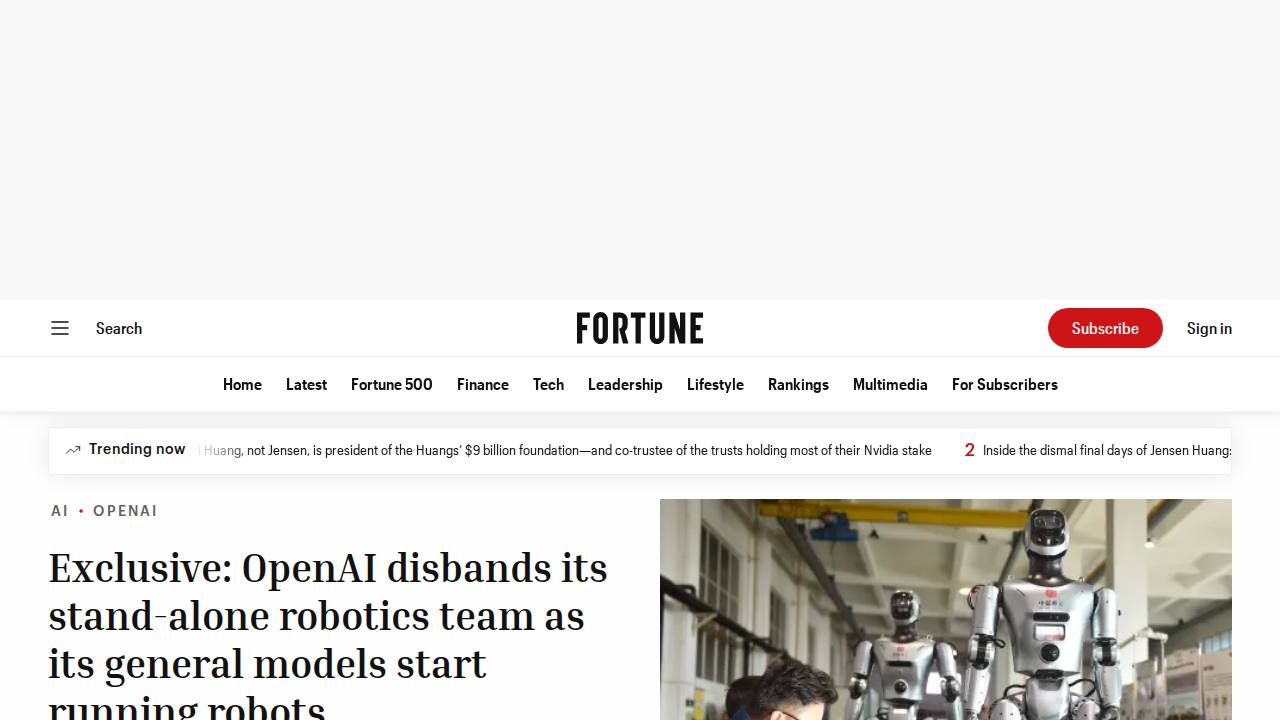 Search
FORTUNE
Subscribe
Sign in
Home Latest Fortune 500 Finance Tech Leadership Lifestyle Rankings Multimedia For Subscribers
Trending now
Huang, not Jensen, is president of the Huangs’ $9 billion foundation—and co-trustee of the trusts holding most of their Nvidia stake
2 Inside the dismal final days of Jensen Huang:
AI • OPENAI
Exclusive: OpenAI disbands its
stand-alone robotics team as
its general models start
running robots